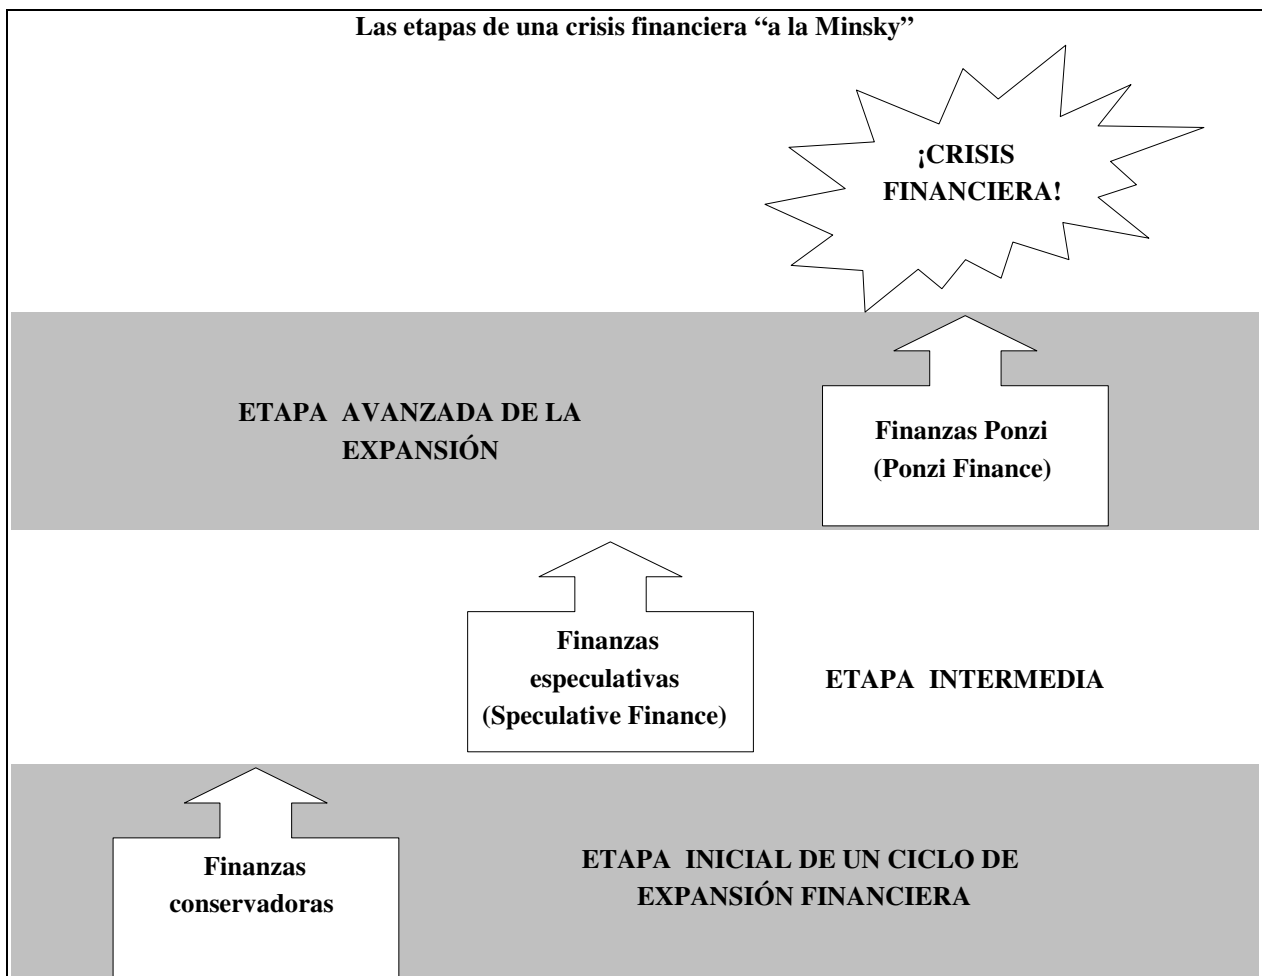 Las etapas de una crisis financiera “a la Minsky”
¡CRISIS
FINANCIERA!
ETAPA AVANZADA DE LA
EXPANSIÓN
Finanzas Ponzi
(Ponzi Finance)
Finanzas
especulativas
(Speculative Finance)
ETAPA INTERMEDIA
Finanzas
conservadoras
ETAPA INICIAL DE UN CICLO DE
EXPANSIÓN FINANCIERA